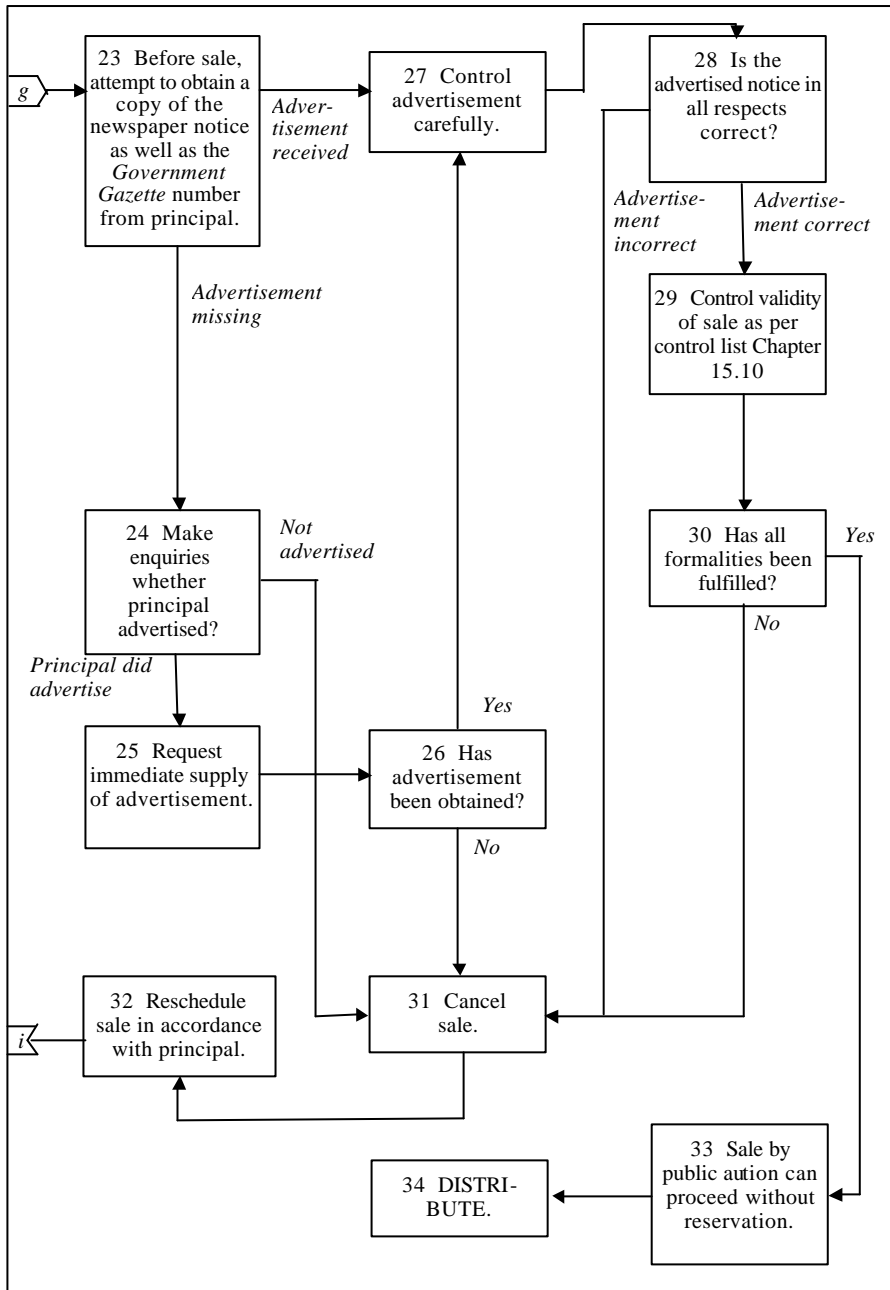 g
23 Before sale,
attempt to obtain a
copy of the
newspaper notice
as well as the
Government
Gazette number
from principal.
Adver-
tisement
received
27 Control
advertisement
carefully.
28 Is the
advertised notice in
all respects
correct?
Advertise-
ment
incorrect
Advertise-
ment correct
Advertisement
missing
29 Control validity
of sale as per
control list Chapter
15.10
24 Make
enquiries
whether
principal
advertised?
Not
advertised
30 Has all
formalities been
fulfilled?
Yes
No
Principal did
advertise
Yes
25 Request
immediate supply
of advertisement.
26 Has
advertisement
been obtained?
No
32 Reschedule
sale in accordance
with principal.
31 Cancel
sale.
i
33 Sale by
public aution can
proceed without
reservation.
34 DISTRI-
BUTE.